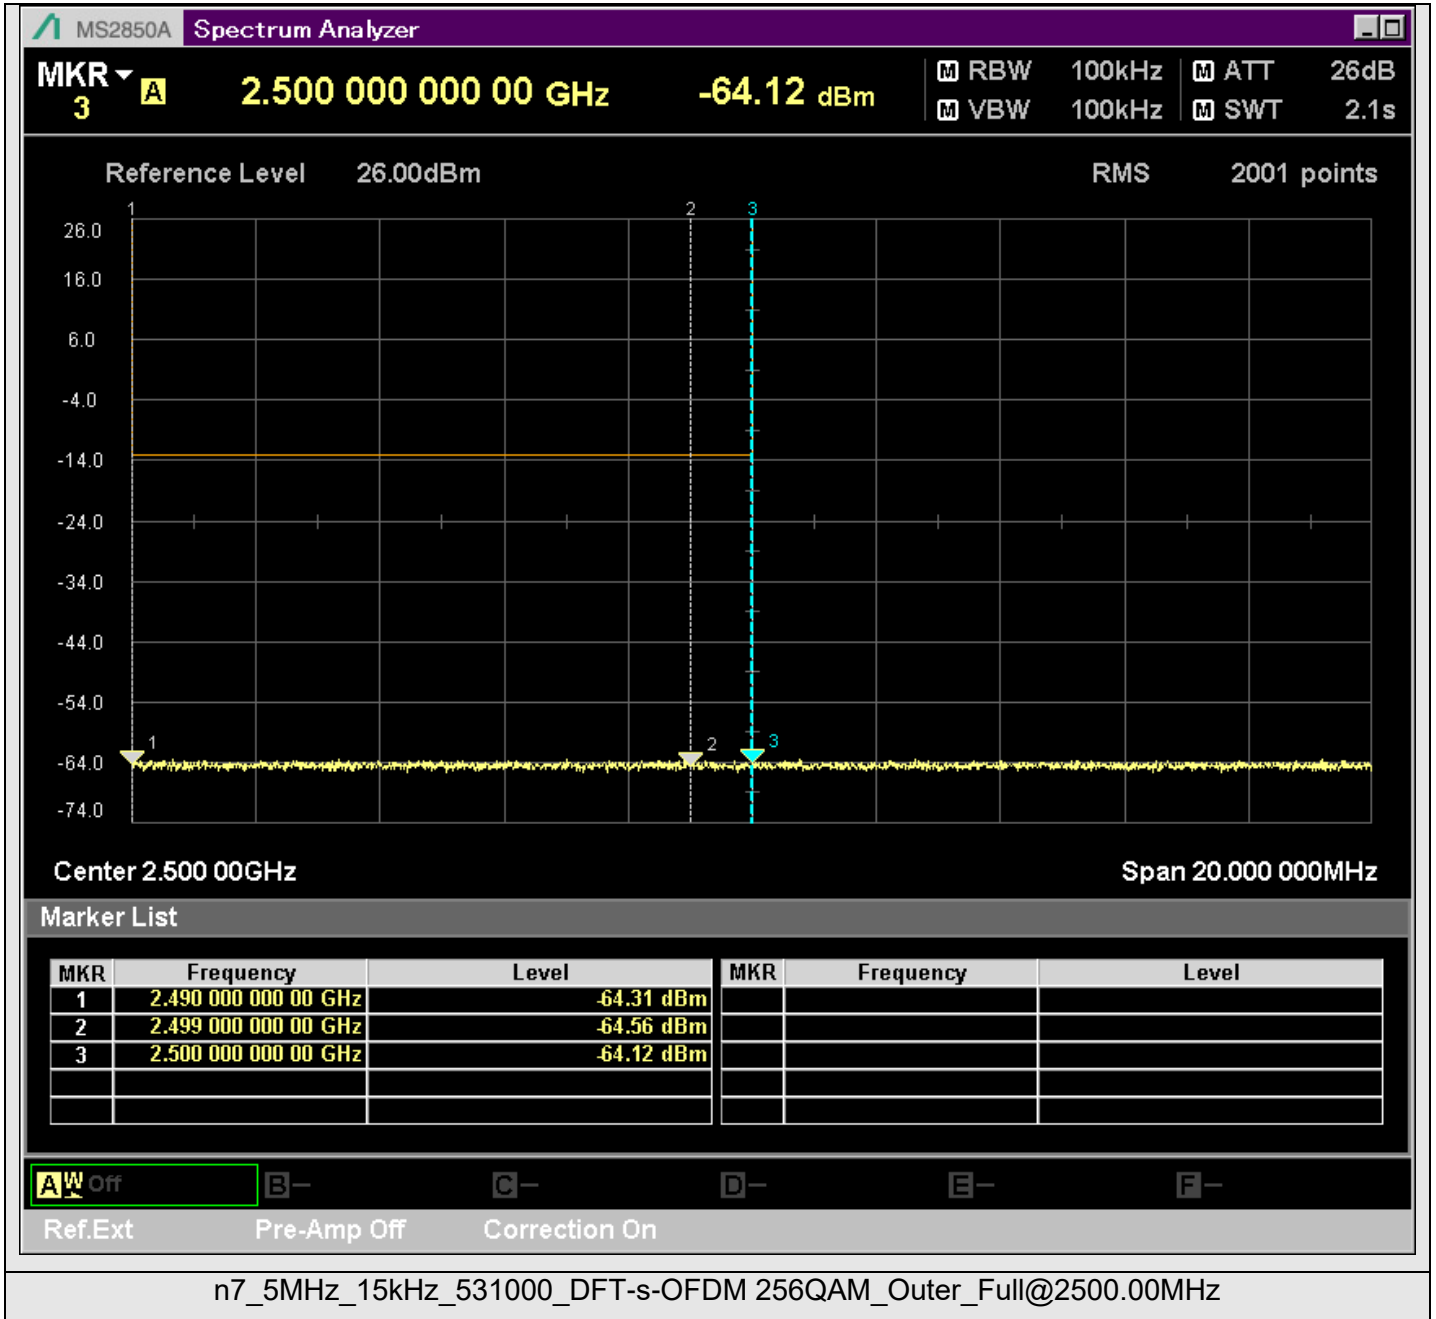 MS2850A Spectrum Analyzer
MKR A 2.500 000 000 00 GHz -64.12 dBm M RBW 100kHz M ATT 26dB
3 M VBW 100kHz M SWT 2.1s
Reference Level 26.00dBm RMS 2001 points
1 2 3
26.0
16.0
6.0
-4.0
-14.0
-24.0
-34.0
-44.0
-54.0
1 2 3
-64.0
-74.0
Center 2.500 00GHz Span 20.000 000MHz
Marker List
MKR Frequency Level MKR Frequency Level
1 2.490 000 000 00 GHz -64.31 dBm
2 2.499 000 000 00 GHz -64.56 dBm
3 2.500 000 000 00 GHz -64.12 dBm
A W Off B – C – D – E – F –
Ref.Ext Pre-Amp Off Correction On
n7_5MHz_15kHz_531000_DFT-s-OFDM 256QAM_Outer_Full@2500.00MHz